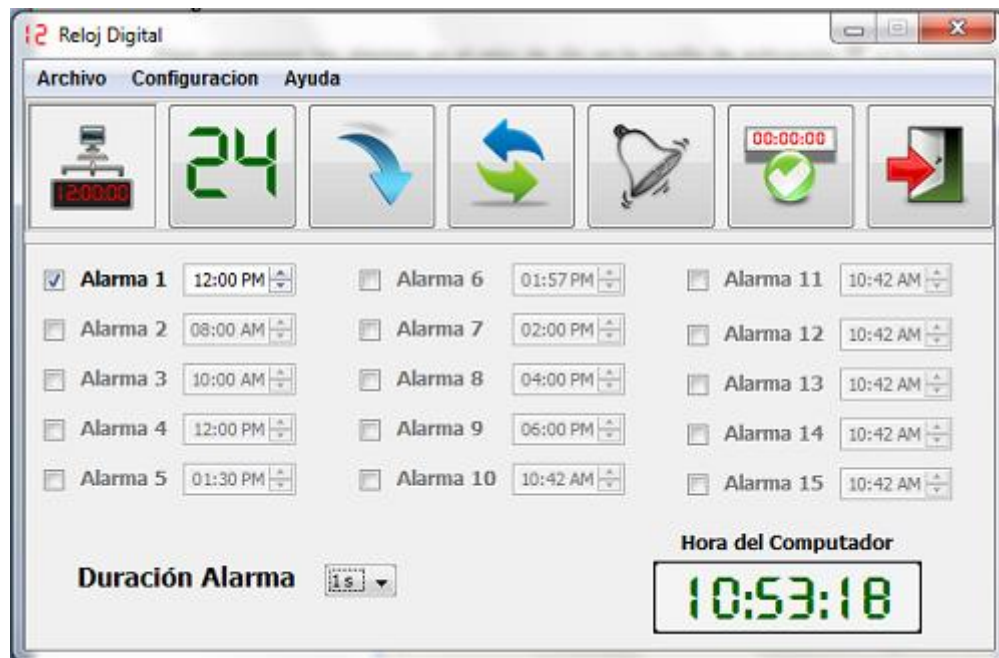 12 Reloj Digital
Archivo Configuracion Ayuda
12:00:00 24 00:00:00
Alarma 1 12:00 PM Alarma 6 01:57 PM Alarma 11 10:42 AM
Alarma 2 08:00 AM Alarma 7 02:00 PM Alarma 12 10:42 AM
Alarma 3 10:00 AM Alarma 8 04:00 PM Alarma 13 10:42 AM
Alarma 4 12:00 PM Alarma 9 06:00 PM Alarma 14 10:42 AM
Alarma 5 01:30 PM Alarma 10 10:42 AM Alarma 15 10:42 AM
Hora del Computador
Duración Alarma 1s 10:53:18